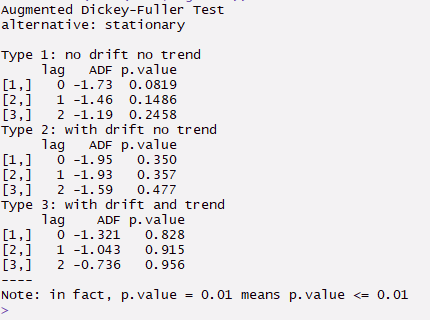 Augmented Dickey-Fuller Test
alternative: stationary

Type 1: no drift no trend
     lag   ADF p.value
[1,]   0 -1.73  0.0819
[2,]   1 -1.46  0.1486
[3,]   2 -1.19  0.2458
Type 2: with drift no trend
     lag   ADF p.value
[1,]   0 -1.95   0.350
[2,]   1 -1.93   0.357
[3,]   2 -1.59   0.477
Type 3: with drift and trend
     lag    ADF p.value
[1,]   0 -1.321   0.828
[2,]   1 -1.043   0.915
[3,]   2 -0.736   0.956
----
Note: in fact, p.value = 0.01 means p.value <= 0.01
>